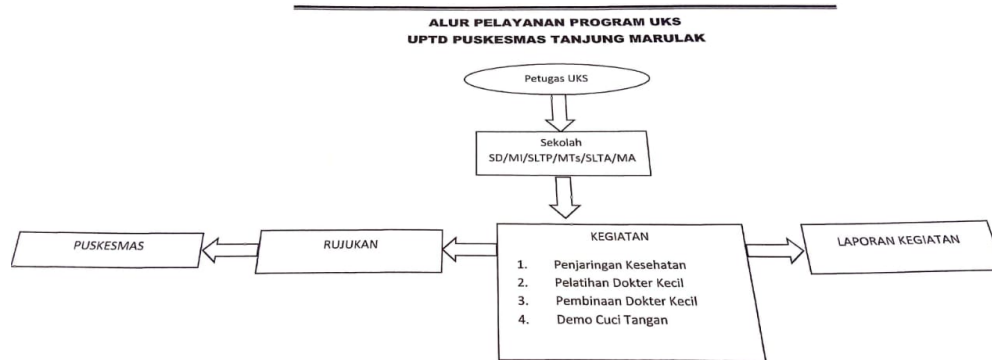 ALUR PELAYANAN PROGRAM UKS
UPTD PUSKESMAS TANJUNG MARULAK
Petugas UKS
Sekolah
SD/MI/SLTP/MTs/SLTA/MA
PUSKESMAS
RUJUKAN
KEGIATAN
1. Penjaringan Kesehatan
2. Pelatihan Dokter Kecil
3. Pembinaan Dokter Kecil
4. Demo Cuci Tangan
LAPORAN KEGIATAN